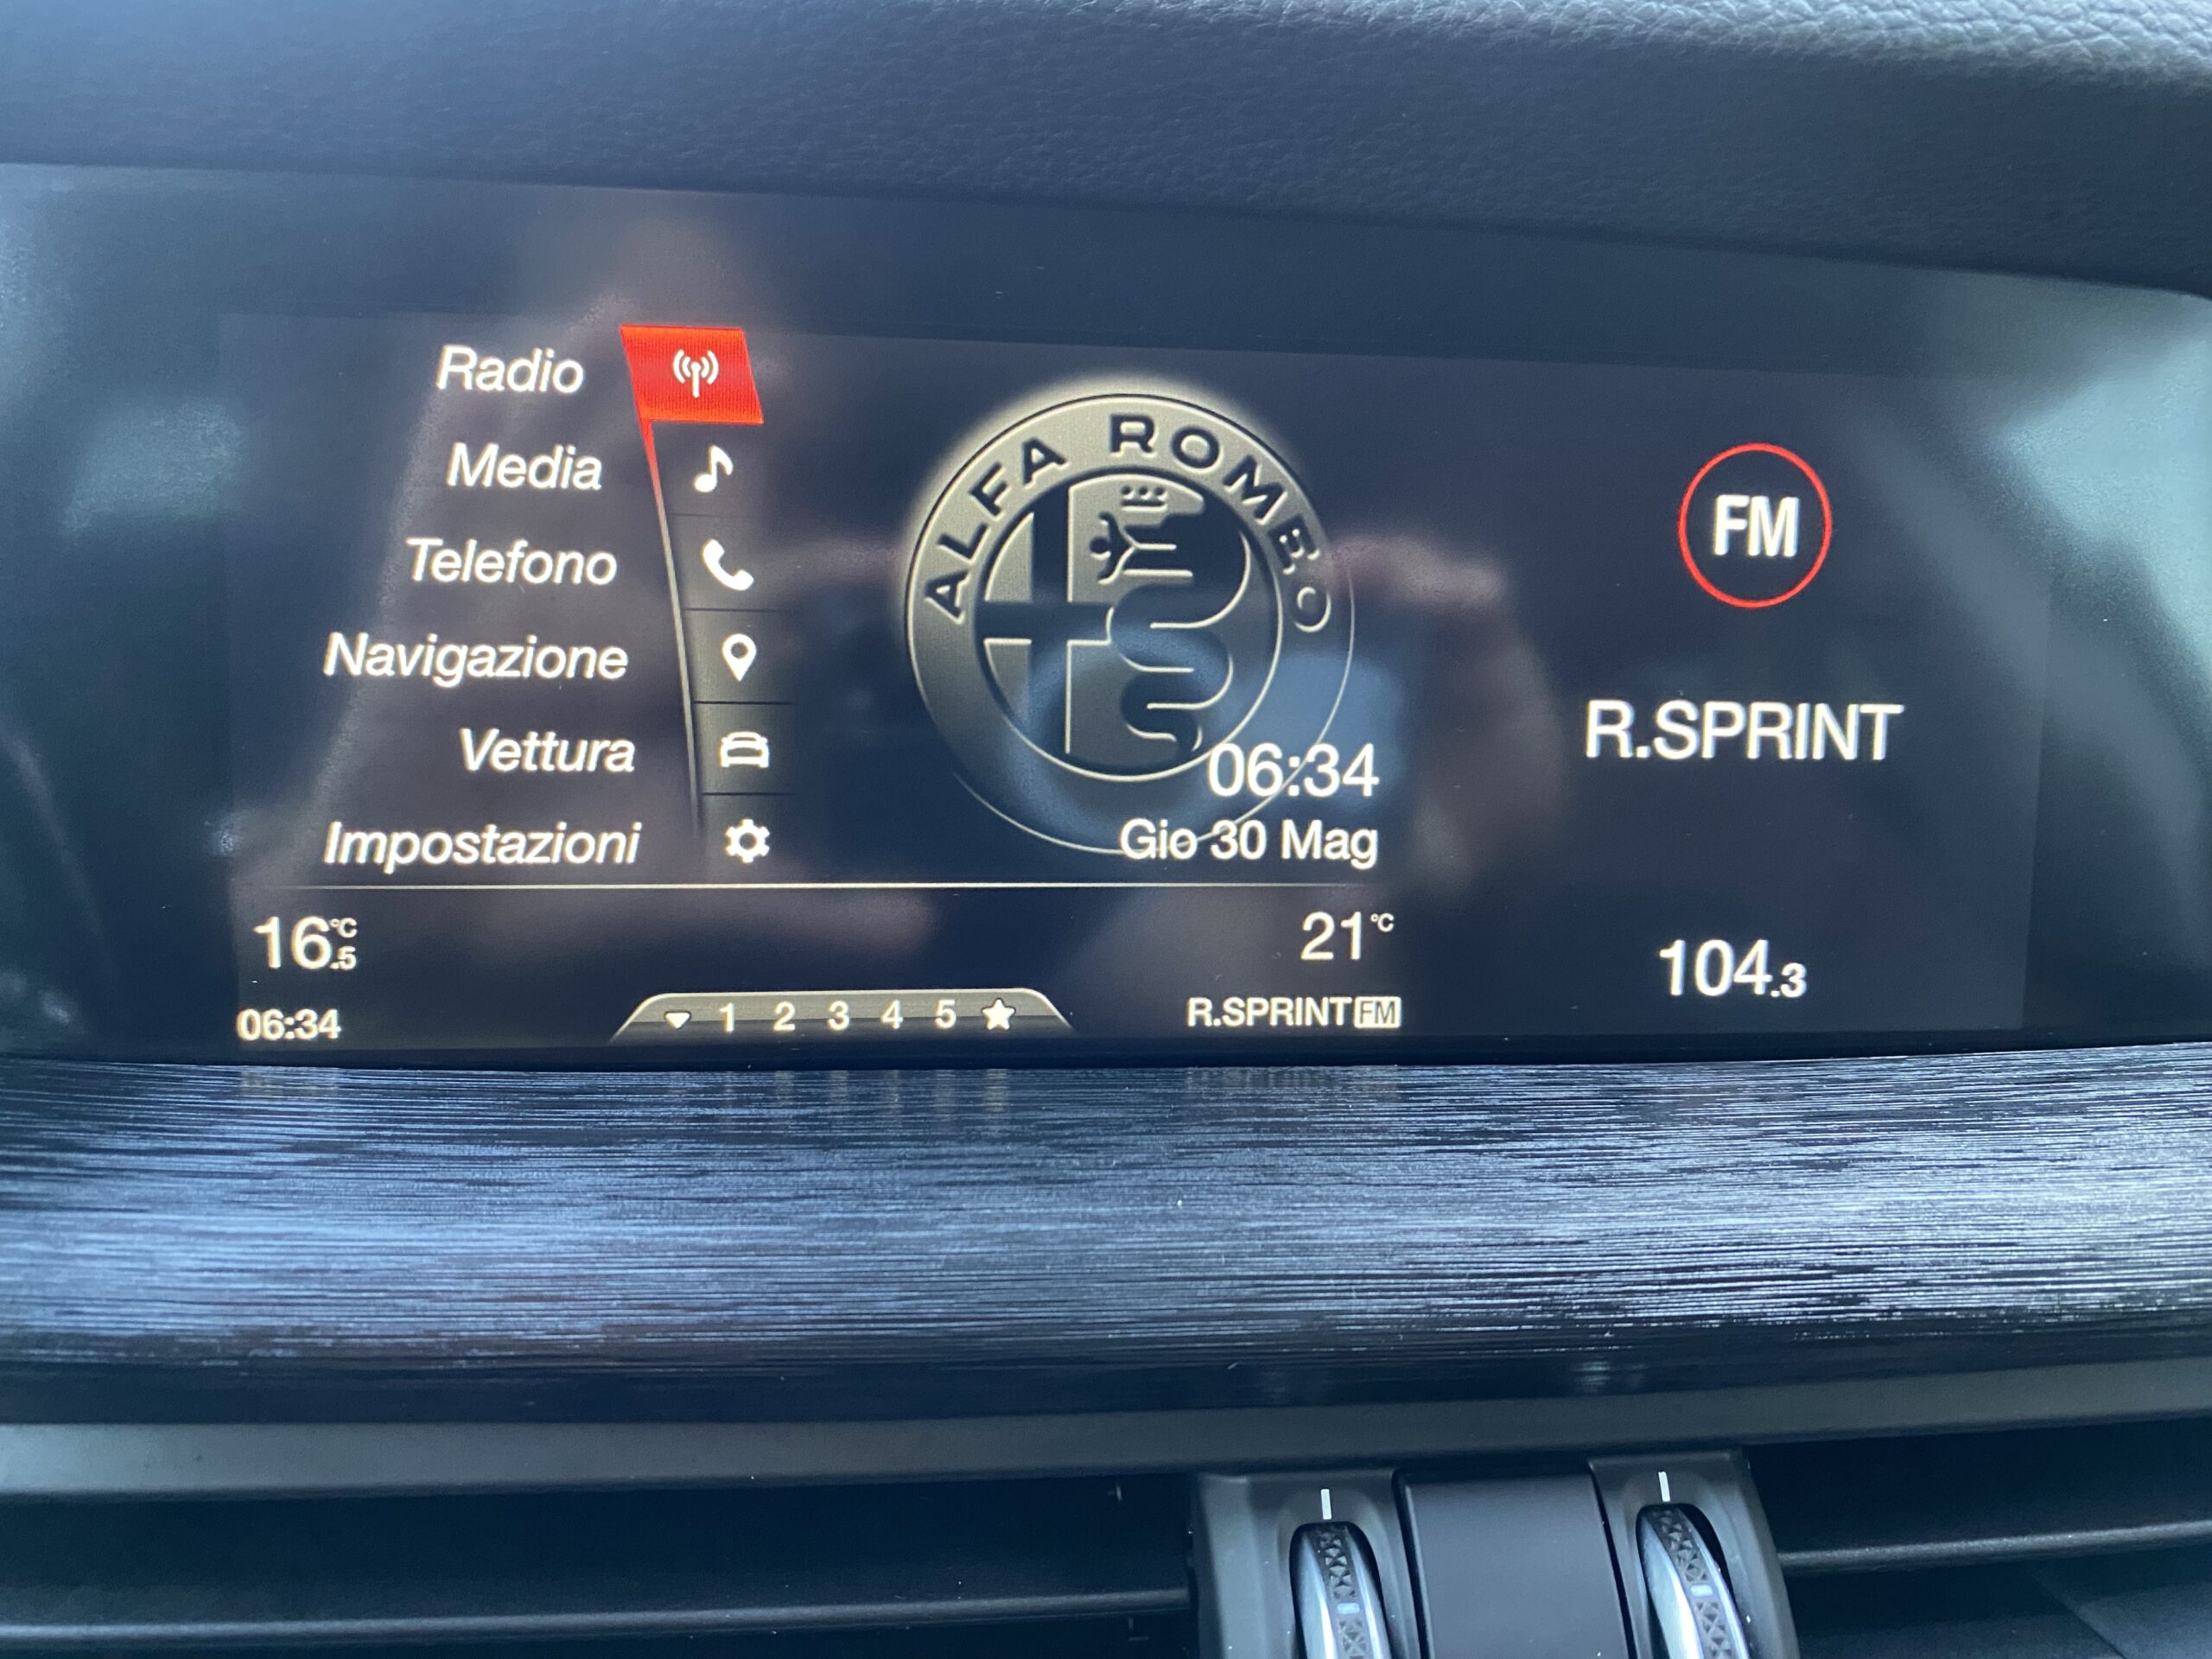 Radio
Media
Telefono
Navigazione
Vettura
Impostazioni
ALFA ROMEO
06:34
Gio 30 Mag
16.5 °C
21 °C
06:34
1 2 3 4 5
R.SPRINT FM
FM
R.SPRINT
104.3